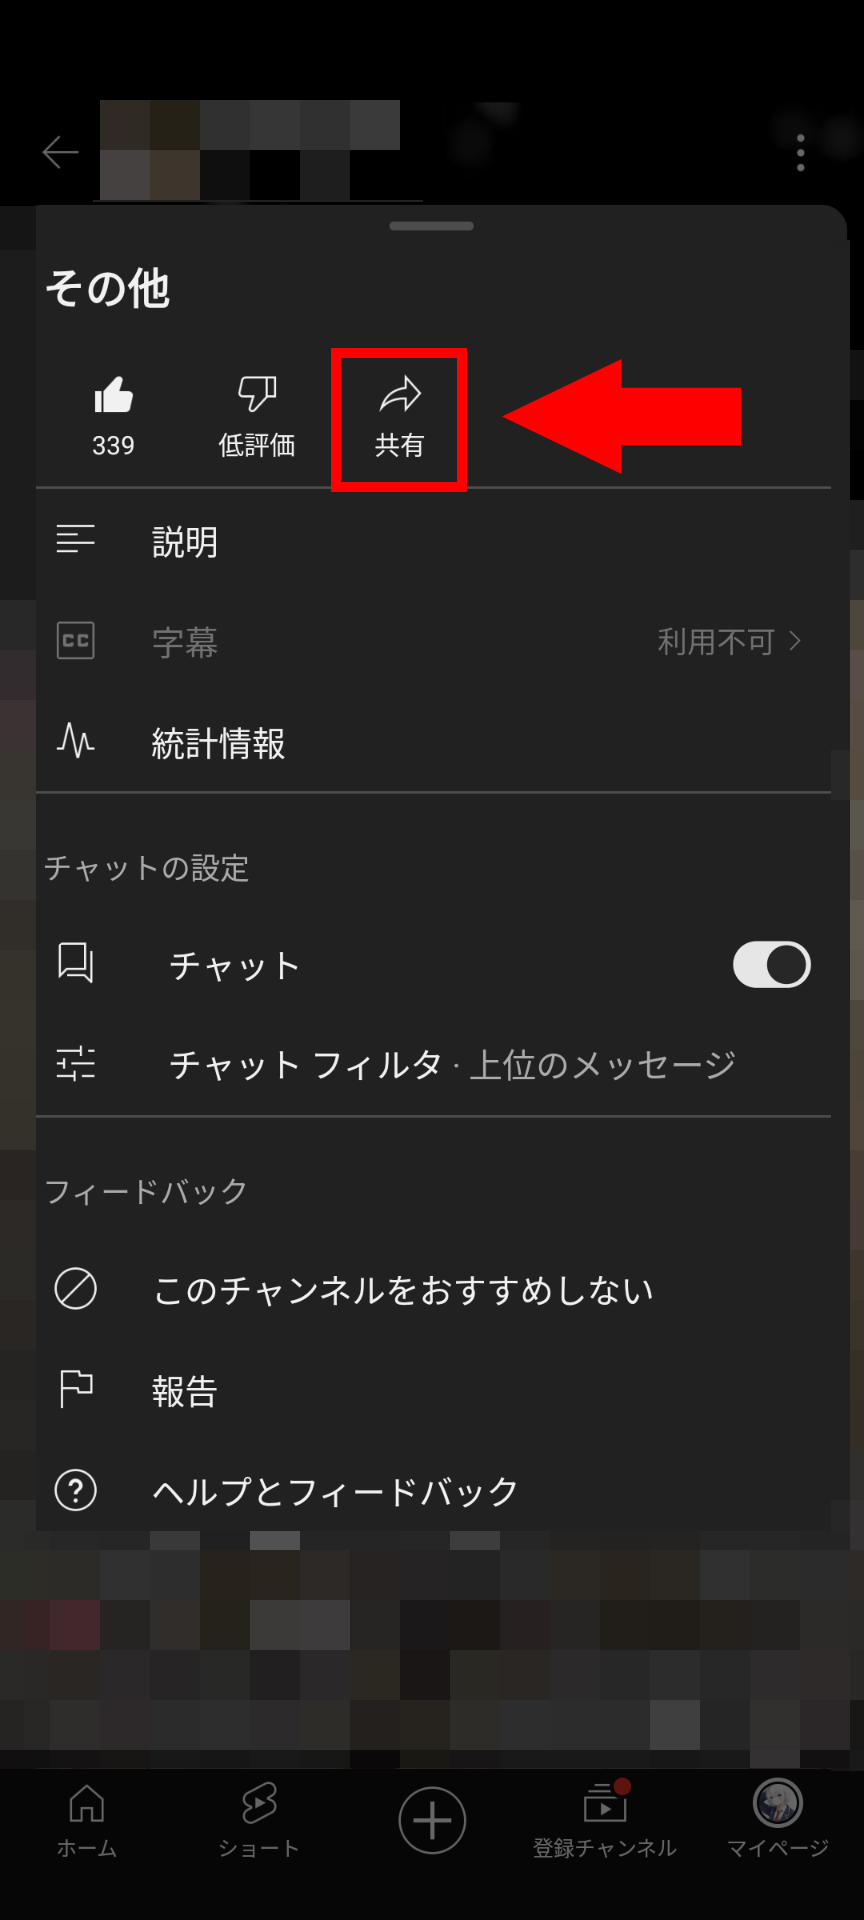 その他
339
低評価
共有
説明
CC 字幕 利用不可
統計情報
チャットの設定
チャット
チャット フィルタ · 上位のメッセージ
フィードバック
このチャンネルをおすすめしない
報告
? ヘルプとフィードバック
ホーム
ショート
登録チャンネル
マイページ